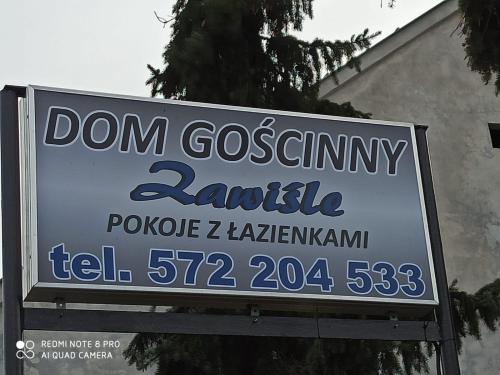 DOM GOŚCINNY
Zawiśle
POKOJE Z ŁAZIENKAMI
tel. 572 204 533
REDMI NOTE 8 PRO
AI QUAD CAMERA